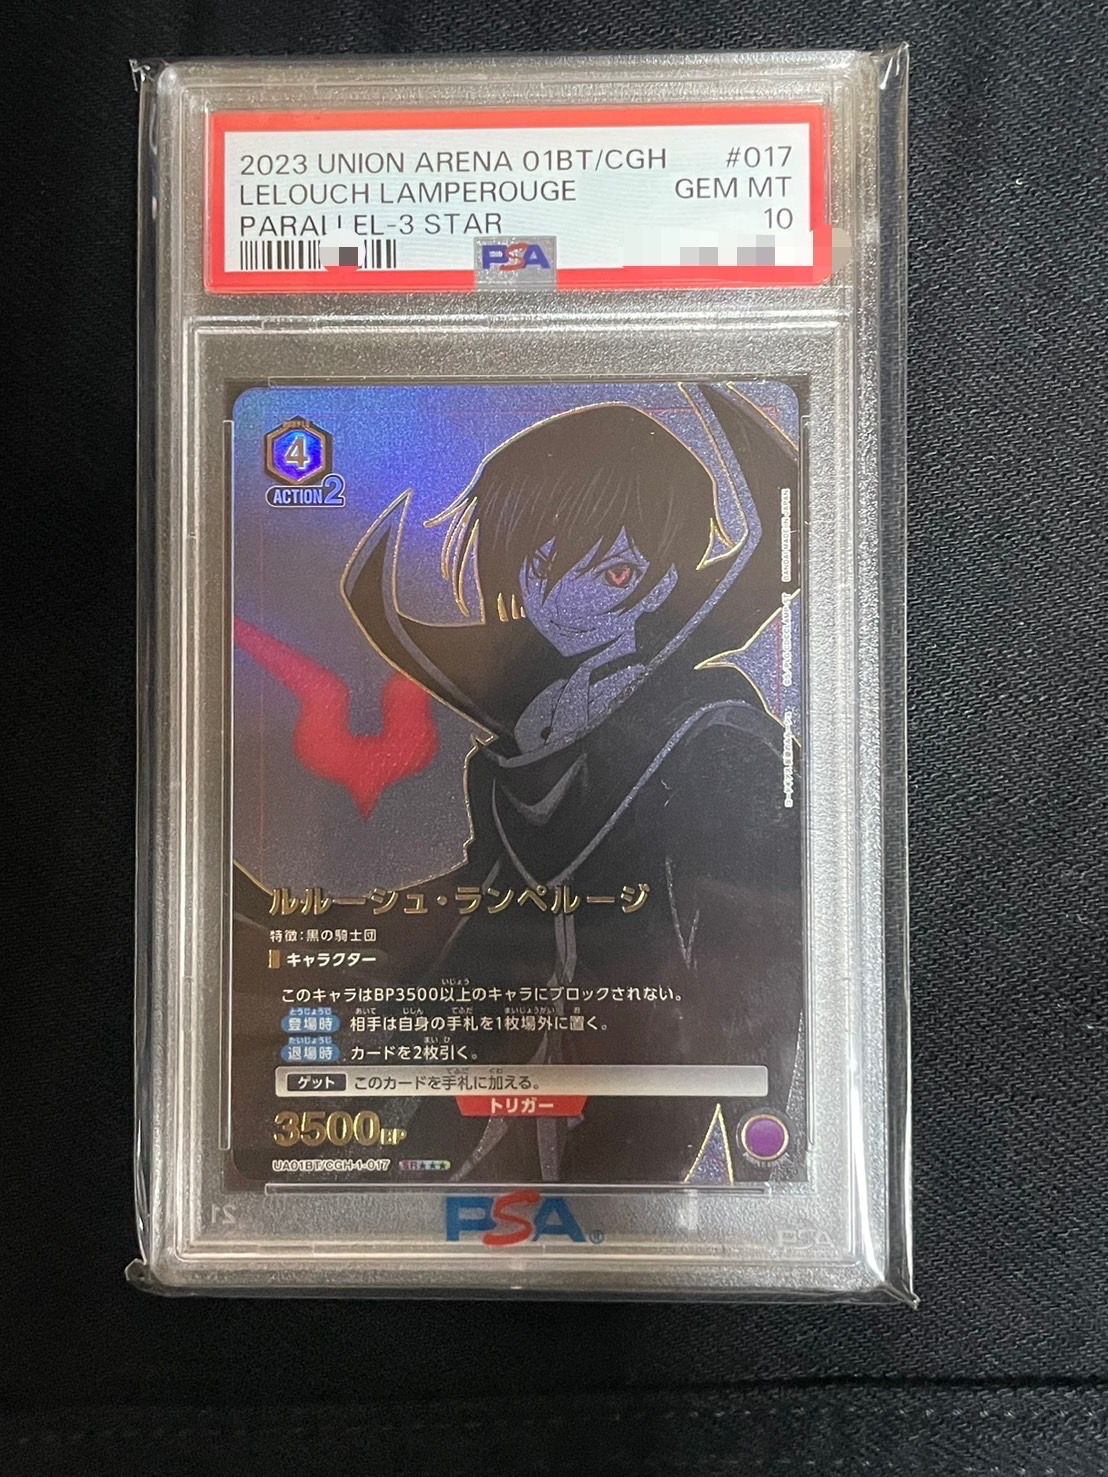 2023 UNION ARENA 01BT/CGH #017
LELOUCH LAMPEROUGE GEM MT
PARALLEL-3 STAR 10
PSA
4
ACTION2
ルルーシュ・ランペルージ
特徴:黒の騎士団
キャラクター
このキャラはBP3500以上のキャラにブロックされない。
登場時 相手は自身の手札を1枚場外に置く。
退場時 カードを2枚引く。
ゲット このカードを手札に加える。
トリガー
3500BP
UA01BT/CGH-1-017 SR★★★
PSA
PSA